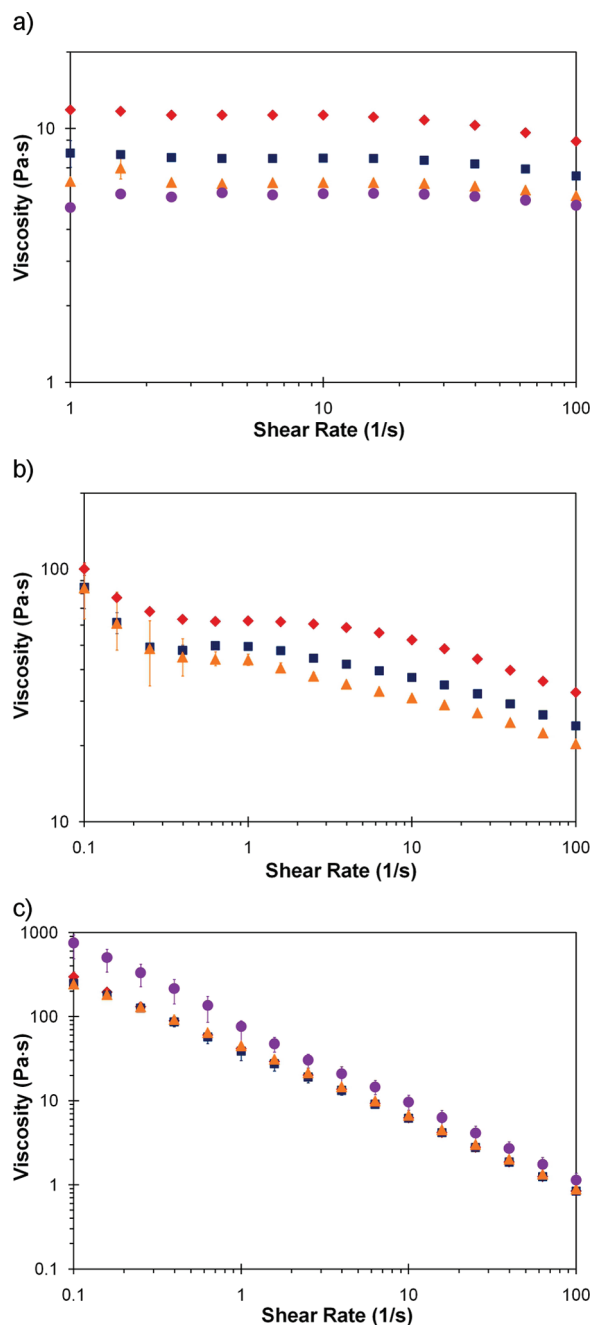 a)
10
1
Viscosity (Pa·s)
1 10 100
Shear Rate (1/s)
b)
100
10
Viscosity (Pa·s)
0.1 1 10 100
Shear Rate (1/s)
c)
1000
100
10
1
0.1
Viscosity (Pa·s)
0.1 1 10 100
Shear Rate (1/s)